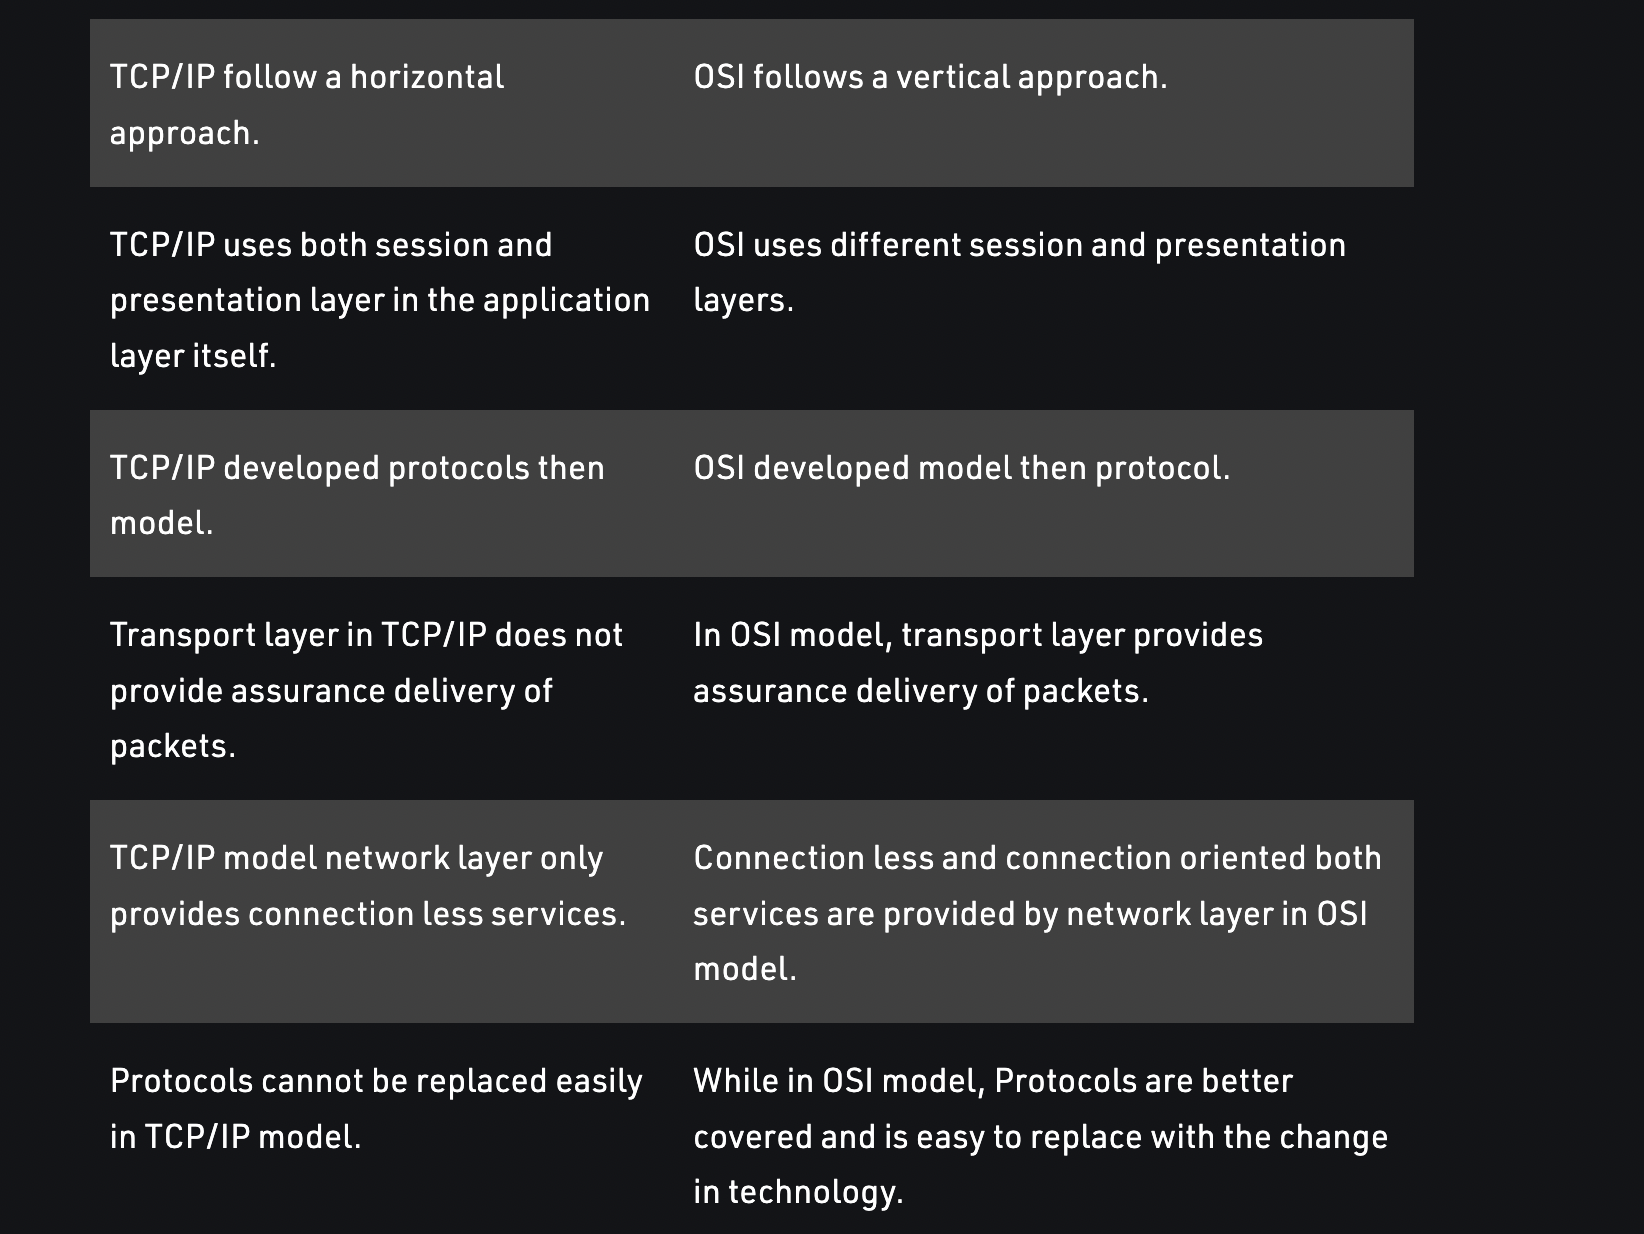 TCP/IP follow a horizontal
approach.
OSI follows a vertical approach.
TCP/IP uses both session and
presentation layer in the application
layer itself.
OSI uses different session and presentation
layers.
TCP/IP developed protocols then
model.
OSI developed model then protocol.
Transport layer in TCP/IP does not
provide assurance delivery of
packets.
In OSI model, transport layer provides
assurance delivery of packets.
TCP/IP model network layer only
provides connection less services.
Connection less and connection oriented both
services are provided by network layer in OSI
model.
Protocols cannot be replaced easily
in TCP/IP model.
While in OSI model, Protocols are better
covered and is easy to replace with the change
in technology.